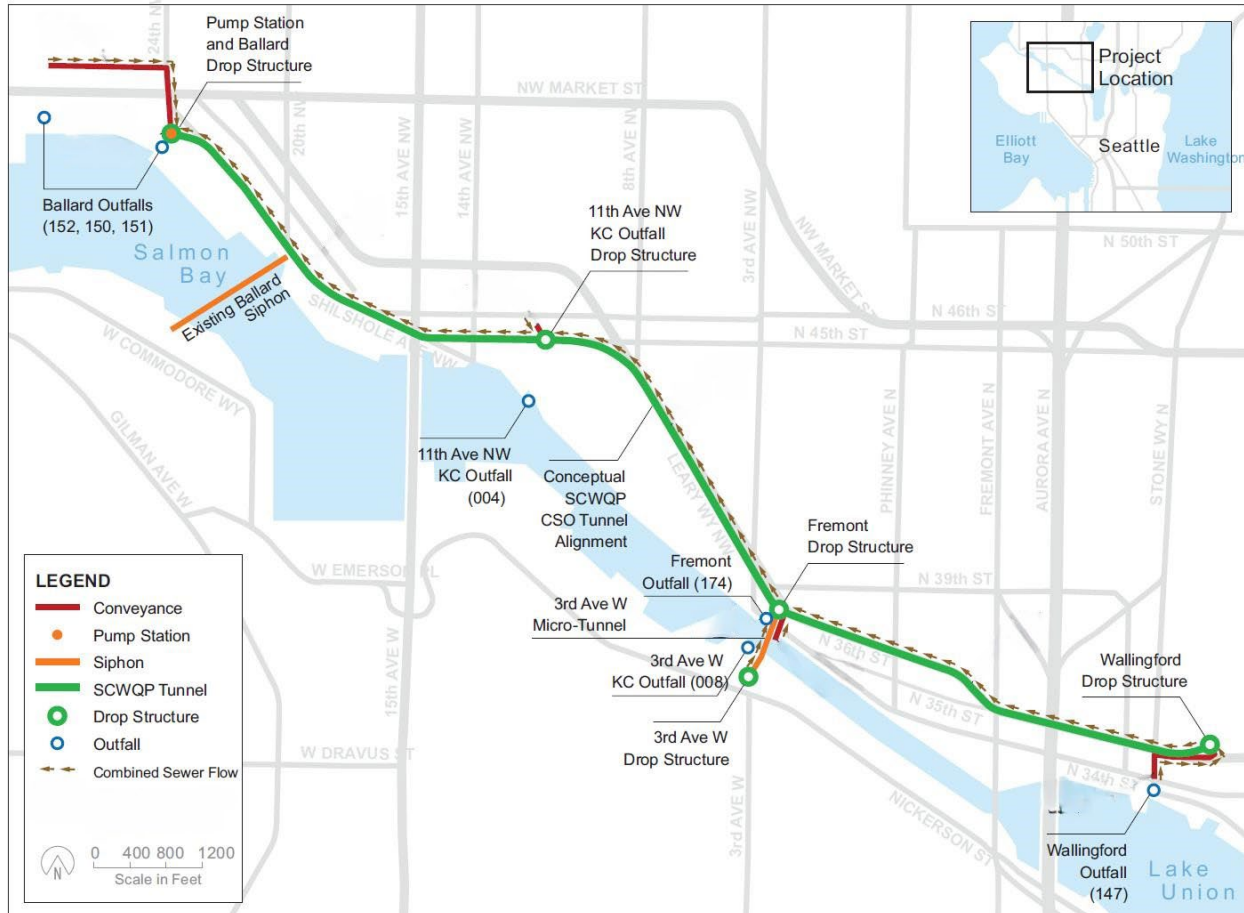 Pump Station
and Ballard
Drop Structure
24th NW
NW MARKET ST
20th NW
15th AVE NW
14th AVE NW
8th AVE NW
3rd AVE NW
NW MARKET ST
Project
Location
Elliott
Bay
Seattle
Lake
Washington
Ballard Outfalls
(152, 150, 151)
Salmon
Bay
Existing Ballard
Siphon
SHILSHOLE AVE NW
11th Ave NW
KC Outfall
Drop Structure
N 50th ST
N 46th ST
N 45th ST
W COMMODORE WY
GILMAN AVE W
11th Ave NW
KC Outfall
(004)
Conceptual
SCWQP
CSO Tunnel
Alignment
LEARY WY NW
PHINNEY AVE N
FREMONT AVE N
AURORA AVE N
STONE WY N
Fremont
Drop Structure
Fremont
Outfall (174)
3rd Ave W
Micro-Tunnel
3rd Ave W
KC Outfall (008)
3rd Ave W
Drop Structure
N 39th ST
N 36th ST
N 35th ST
N 34th ST
Wallingford
Drop Structure
W EMERSON PL
15th AVE W
W DRAVUS ST
3rd AVE W
NICKERSON ST
Wallingford
Outfall
(147)
Lake
Union
LEGEND
Conveyance
Pump Station
Siphon
SCWQP Tunnel
Drop Structure
Outfall
Combined Sewer Flow
N
0 400 800 1200
Scale in Feet